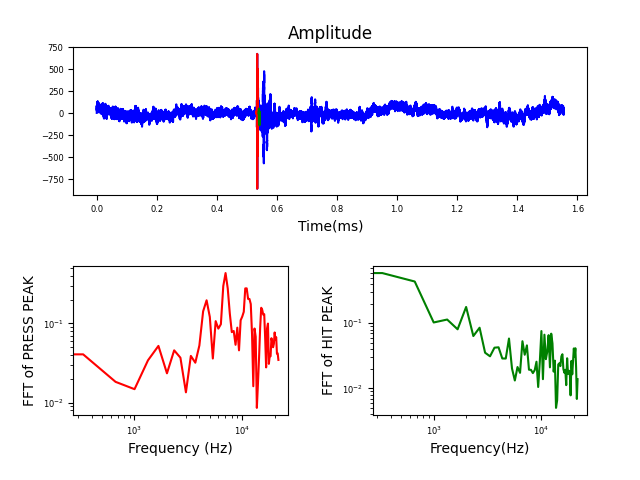 Amplitude
750
500
250
0
−250
−500
−750
0.0 0.2 0.4 0.6 0.8 1.0 1.2 1.4 1.6
Time(ms)
FFT of PRESS PEAK
10⁻¹
10⁻²
10³ 10⁴
Frequency (Hz)
FFT of HIT PEAK
10⁻¹
10⁻²
10³ 10⁴
Frequency(Hz)